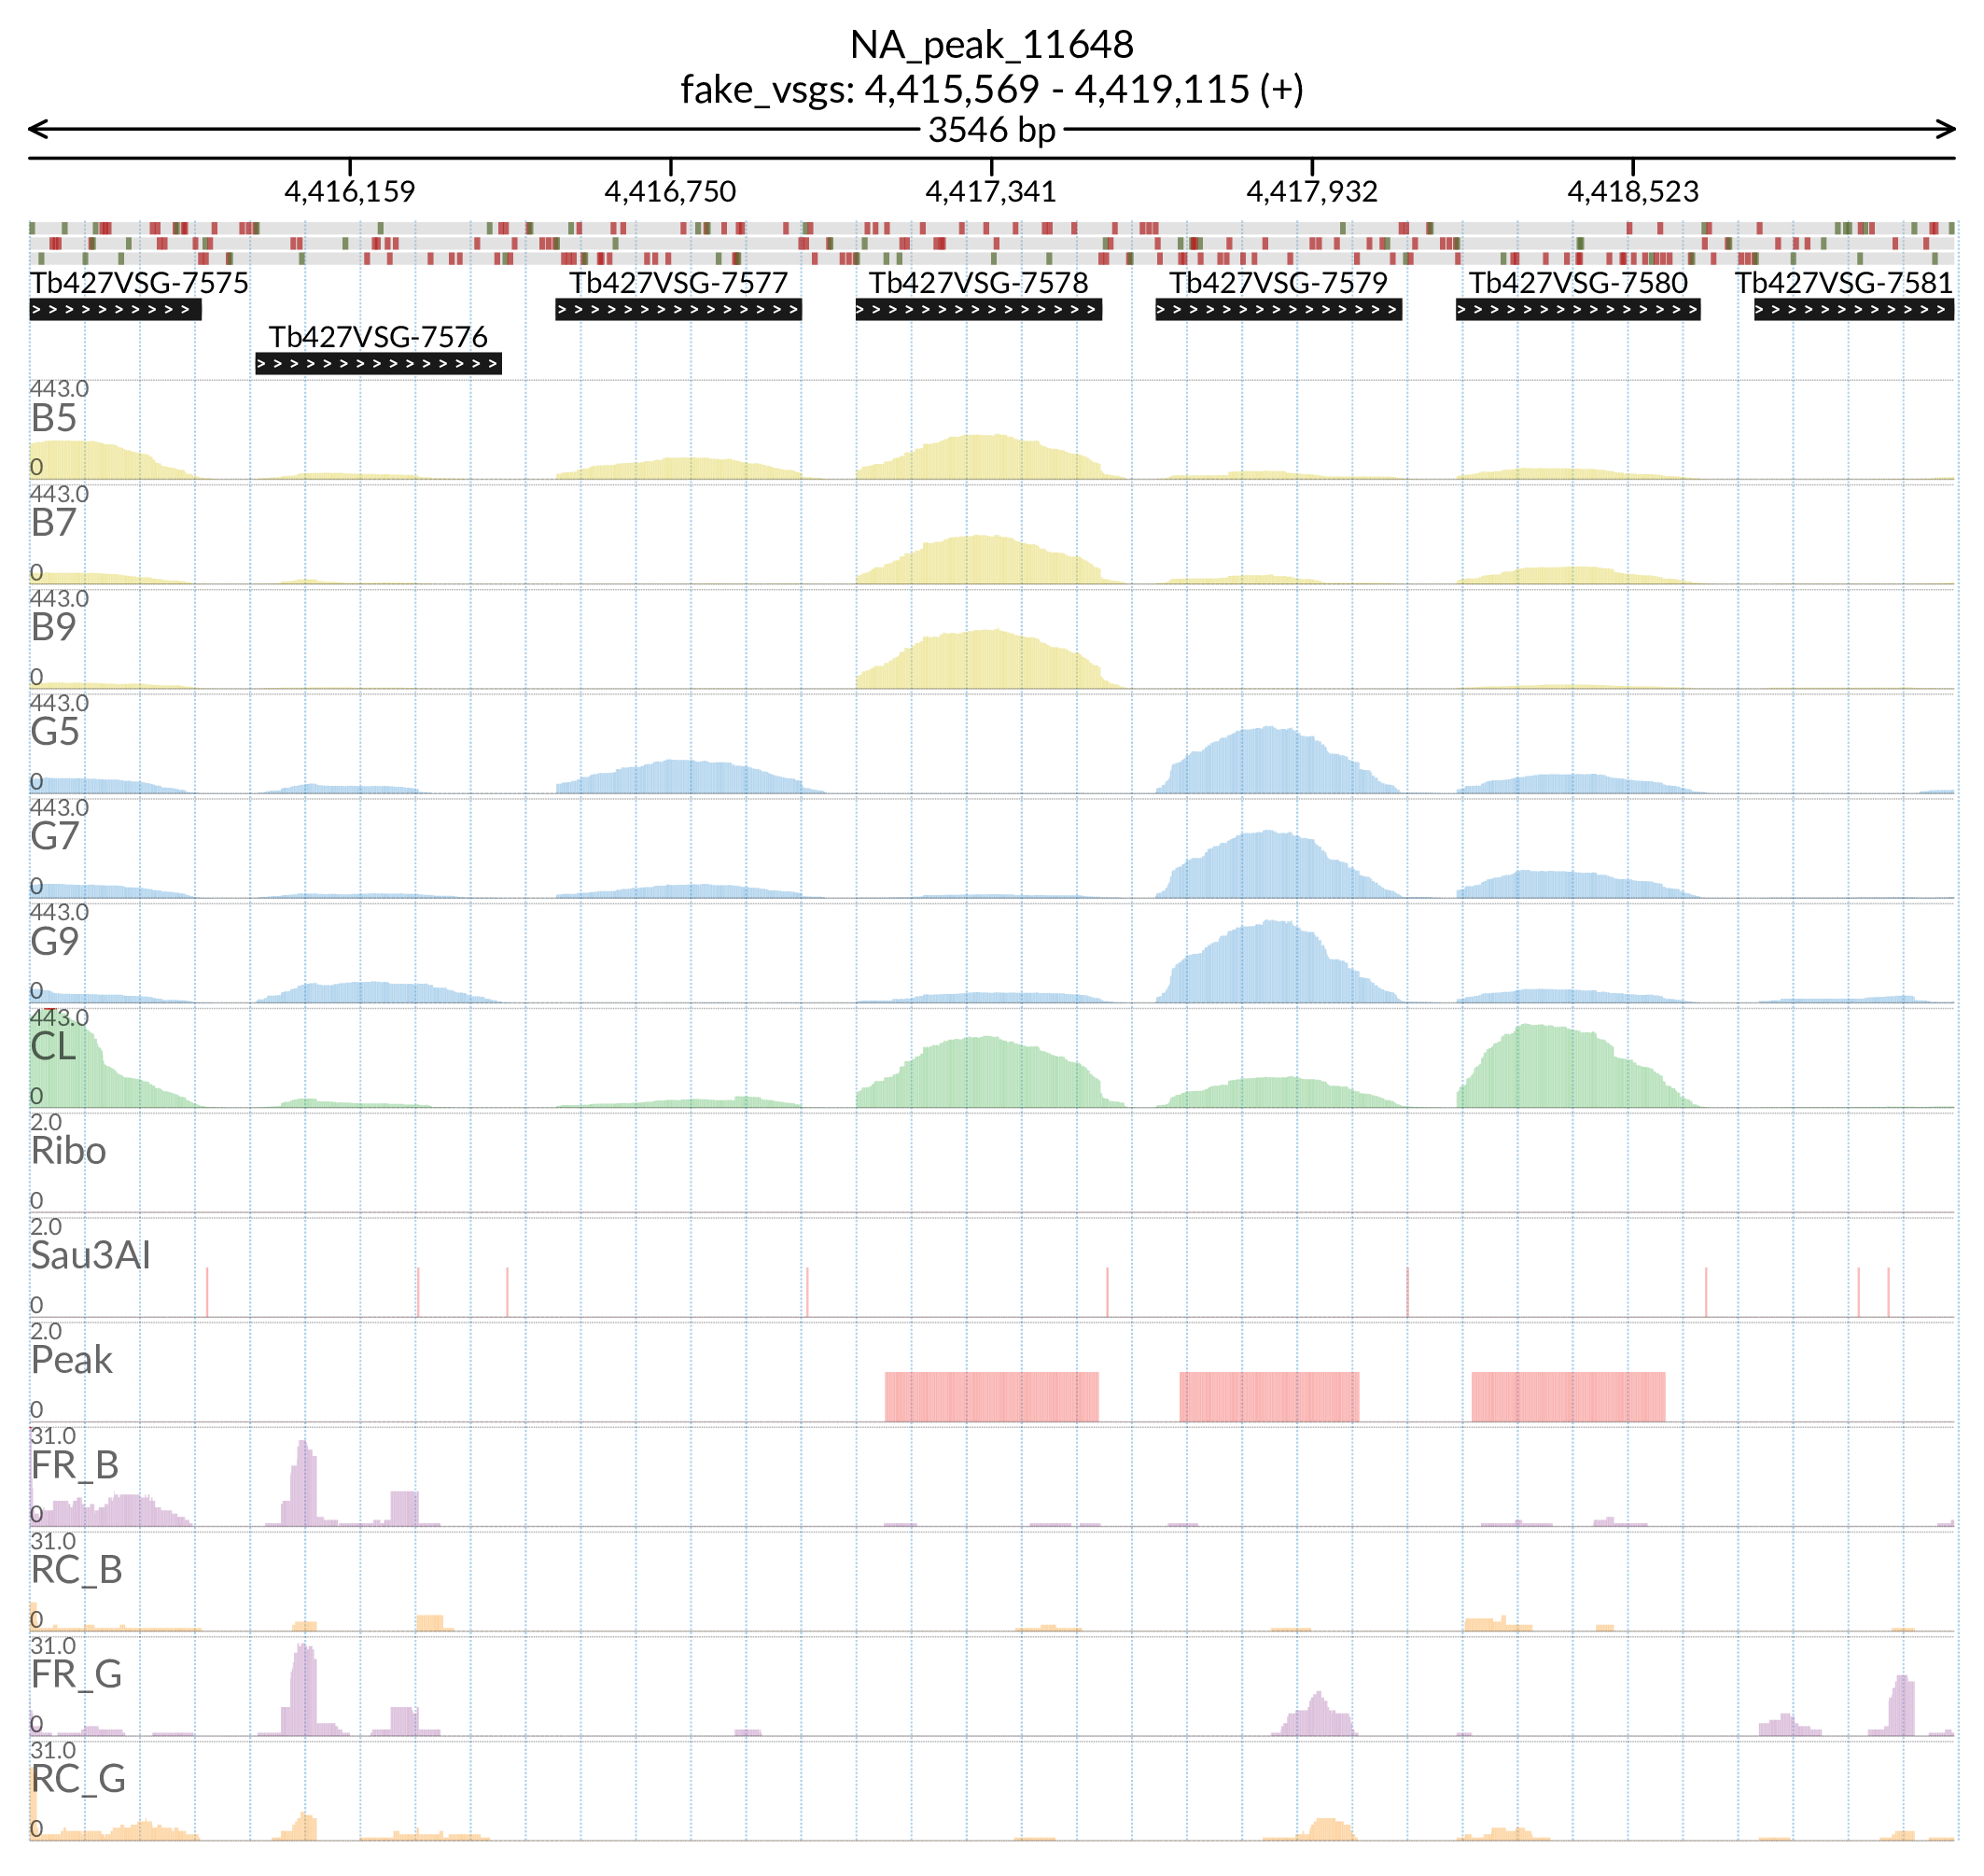 NA_peak_11648
fake_vsgs: 4,415,569 - 4,419,115 (+)
3546 bp
4,416,159 4,416,750 4,417,341 4,417,932 4,418,523
Tb427VSG-7575 Tb427VSG-7577 Tb427VSG-7578 Tb427VSG-7579 Tb427VSG-7580 Tb427VSG-7581
Tb427VSG-7576
443.0
B5
0
443.0
B7
0
443.0
B9
0
443.0
G5
0
443.0
G7
0
443.0
G9
0
443.0
CL
0
2.0
Ribo
0
2.0
Sau3AI
0
2.0
Peak
0
31.0
FR_B
0
31.0
RC_B
0
31.0
FR_G
0
31.0
RC_G
0